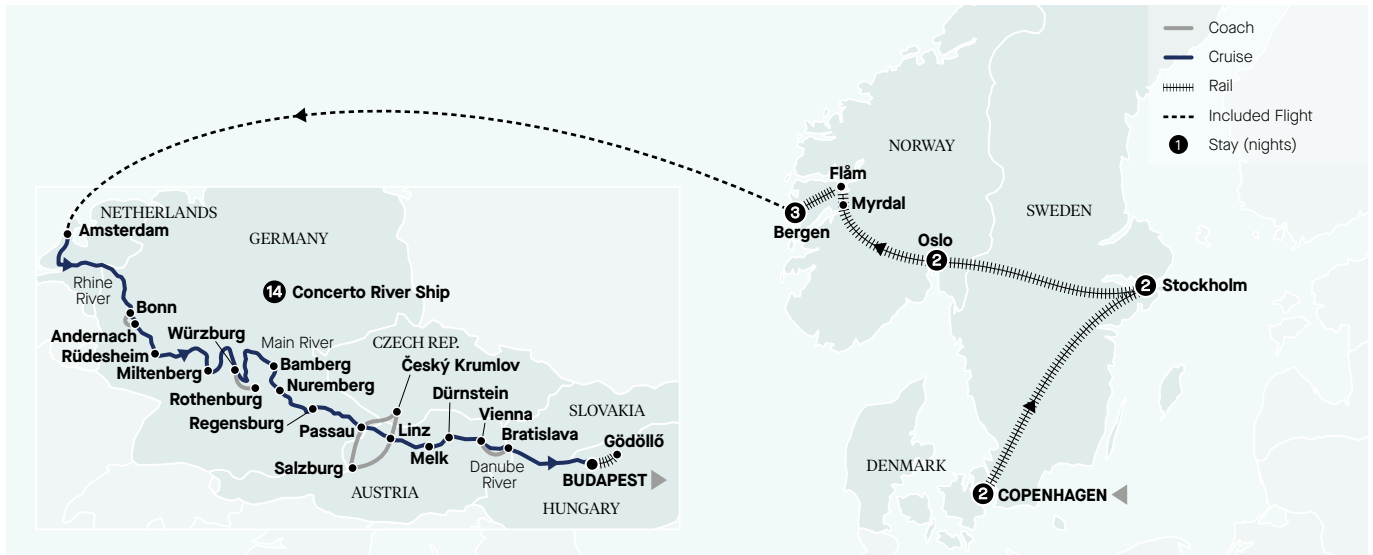 Coach
Cruise
Rail
Included Flight
1 Stay (nights)
NORWAY
Flåm
Myrdal
3
Bergen
Oslo
2
SWEDEN
2 Stockholm
DENMARK
2 COPENHAGEN
NETHERLANDS
Amsterdam
GERMANY
Rhine
River
14 Concerto River Ship
Bonn
Andernach
Rüdesheim
Würzburg
Miltenberg
Main River
Rothenburg
Bamberg
Nuremberg
Regensburg
CZECH REP.
Český Krumlov
Passau
Salzburg
Linz
AUSTRIA
Dürnstein
Melk
Vienna
Bratislava
Danube
River
SLOVAKIA
Gödöllő
BUDAPEST
HUNGARY